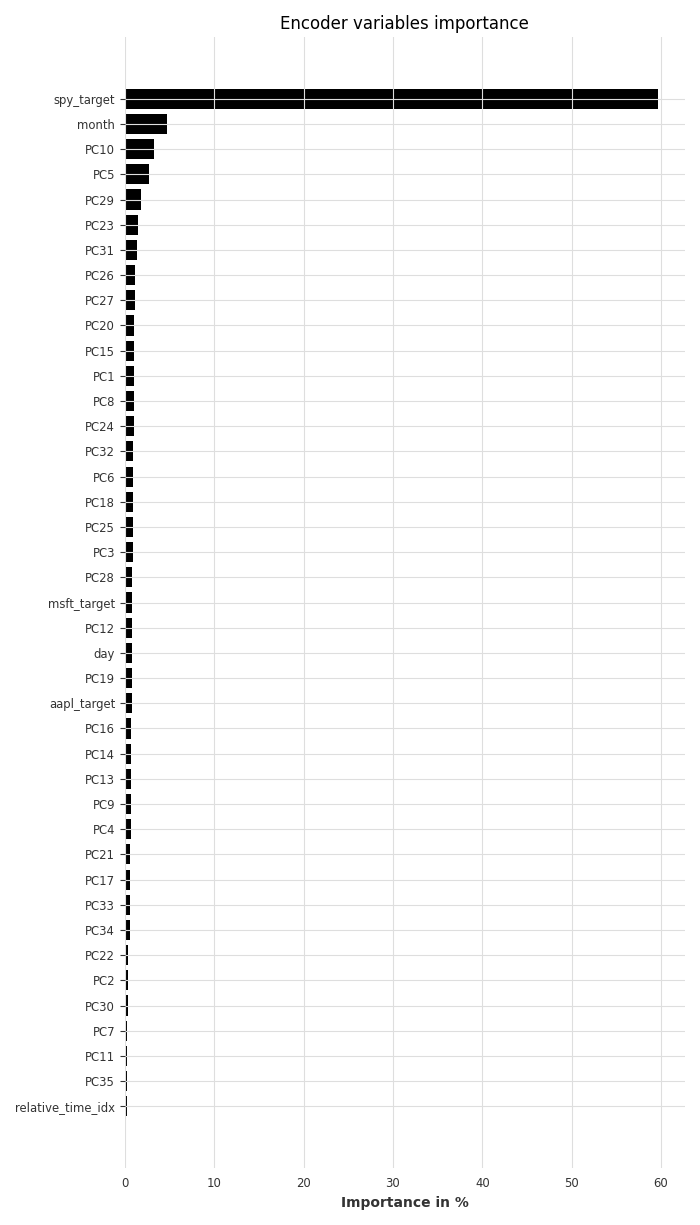 Encoder variables importance
spy_target
month
PC10
PC5
PC29
PC23
PC31
PC26
PC27
PC20
PC15
PC1
PC8
PC24
PC32
PC6
PC18
PC25
PC3
PC28
msft_target
PC12
day
PC19
aapl_target
PC16
PC14
PC13
PC9
PC4
PC21
PC17
PC33
PC34
PC22
PC2
PC30
PC7
PC11
PC35
relative_time_idx
0 10 20 30 40 50 60
Importance in %